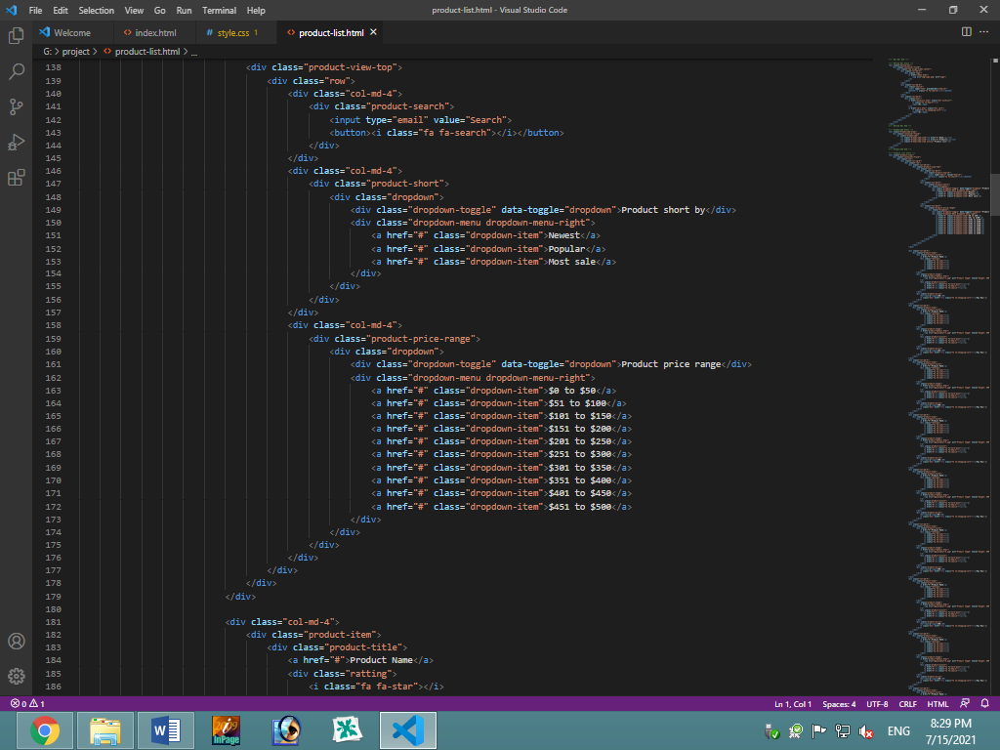 File Edit Selection View Go Run Terminal Help product-list.html - Visual Studio Code
Welcome index.html # style.css 1 product-list.html
G: > project > product-list.html > ...
138 <div class="product-view-top">
139 <div class="row">
140 <div class="col-md-4">
141 <div class="product-search">
142 <input type="email" value="Search">
143 <button><i class="fa fa-search"></i></button>
144 </div>
145 </div>
146 <div class="col-md-4">
147 <div class="product-short">
148 <div class="dropdown">
149 <div class="dropdown-toggle" data-toggle="dropdown">Product short by</div>
150 <div class="dropdown-menu dropdown-menu-right">
151 <a href="#" class="dropdown-item">Newest</a>
152 <a href="#" class="dropdown-item">Popular</a>
153 <a href="#" class="dropdown-item">Most sale</a>
154 </div>
155 </div>
156 </div>
157 </div>
158 <div class="col-md-4">
159 <div class="product-price-range">
160 <div class="dropdown">
161 <div class="dropdown-toggle" data-toggle="dropdown">Product price range</div>
162 <div class="dropdown-menu dropdown-menu-right">
163 <a href="#" class="dropdown-item">$0 to $50</a>
164 <a href="#" class="dropdown-item">$51 to $100</a>
165 <a href="#" class="dropdown-item">$101 to $150</a>
166 <a href="#" class="dropdown-item">$151 to $200</a>
167 <a href="#" class="dropdown-item">$201 to $250</a>
168 <a href="#" class="dropdown-item">$251 to $300</a>
169 <a href="#" class="dropdown-item">$301 to $350</a>
170 <a href="#" class="dropdown-item">$351 to $400</a>
171 <a href="#" class="dropdown-item">$401 to $450</a>
172 <a href="#" class="dropdown-item">$451 to $500</a>
173 </div>
174 </div>
175 </div>
176 </div>
177 </div>
178 </div>
179 </div>
180
181 <div class="col-md-4">
182 <div class="product-item">
183 <div class="product-title">
184 <a href="#">Product Name</a>
185 <div class="ratting">
186 <i class="fa fa-star"></i>
0 1 Ln 1, Col 1 Spaces: 4 UTF-8 CRLF HTML
W 2009 InPage ENG 8:29 PM
7/15/2021